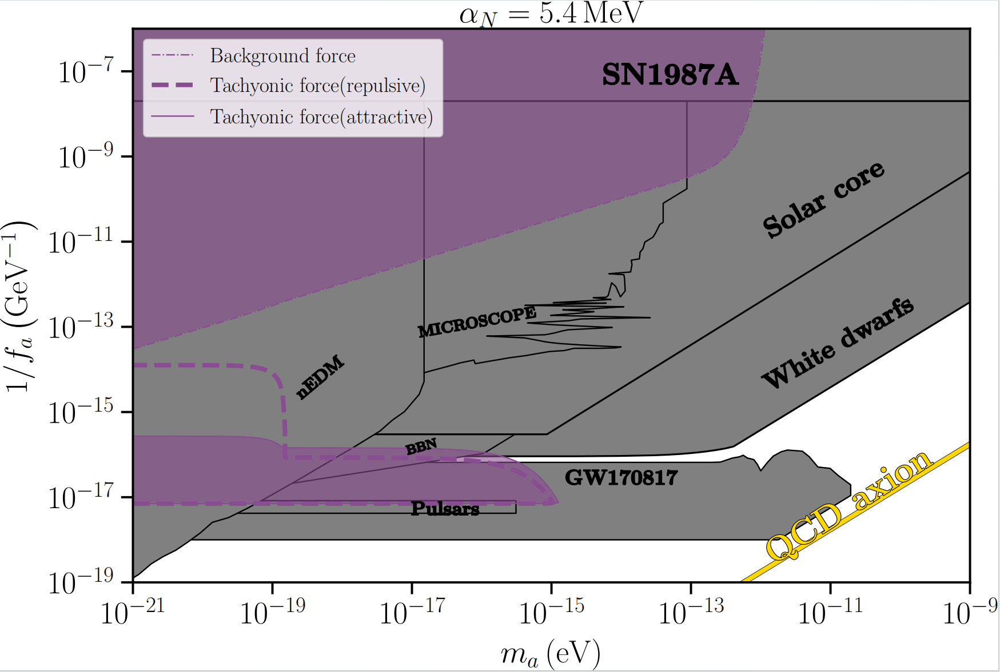 α_N = 5.4 MeV
Background force
Tachyonic force(repulsive)
Tachyonic force(attractive)
SN1987A
Solar core
White dwarfs
MICROSCOPE
nEDM
BBN
GW170817
Pulsars
QCD axion
10^−7
10^−9
10^−11
10^−13
10^−15
10^−17
10^−19
1/f_a (GeV^−1)
10^−21
10^−19
10^−17
10^−15
10^−13
10^−11
10^−9
m_a (eV)